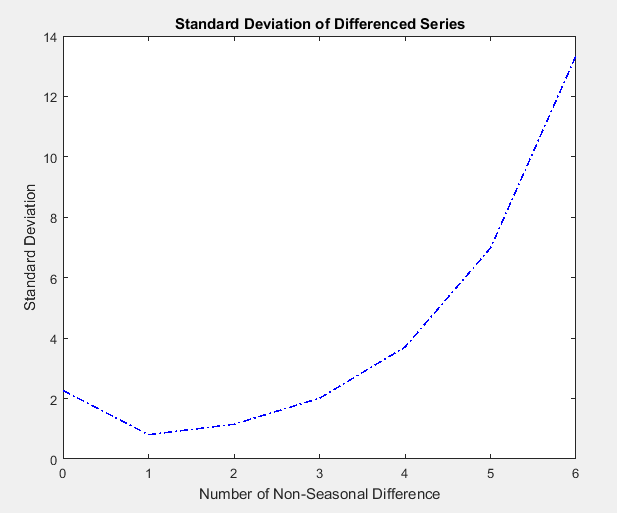 Standard Deviation of Differenced Series
14
12
10
8
6
4
2
0
Standard Deviation
0 1 2 3 4 5 6
Number of Non-Seasonal Difference